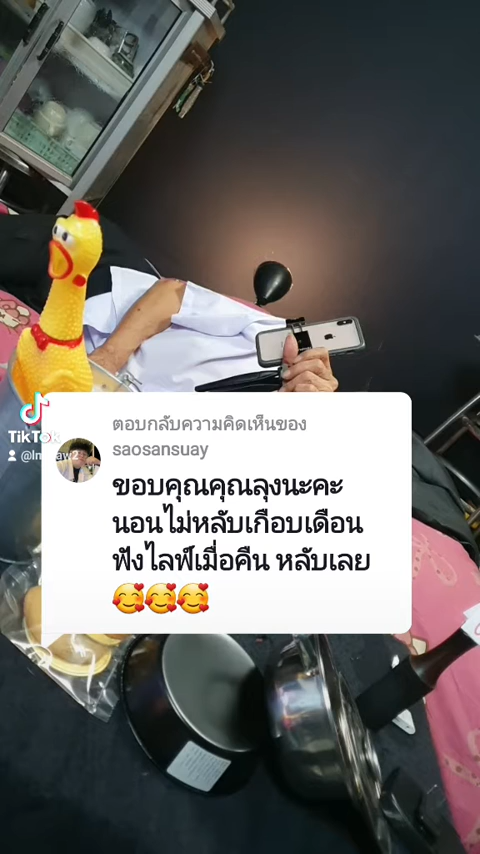 ตอบกลับความคิดเห็นของ
saosansuay
ขอบคุณคุณลุงนะคะ
นอนไม่หลับเกือบเดือน
ฟังไลฟ์เมื่อคืน หลับเลย
🥰🥰🥰
TikTok